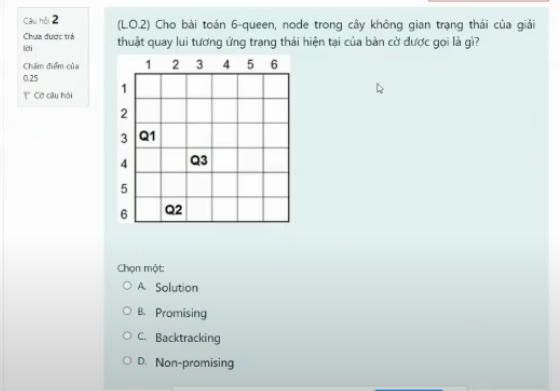 Câu hỏi 2
Chưa được trả
lời
Chấm điểm của
0,25
Cờ câu hỏi
(L.O.2) Cho bài toán 6-queen, node trong cây không gian trạng thái của giải
thuật quay lui tương ứng trạng thái hiện tại của bàn cờ được gọi là gì?
1 2 3 4 5 6
1
2
3 Q1
4 Q3
5
6 Q2
Chọn một:
A. Solution
B. Promising
C. Backtracking
D. Non-promising